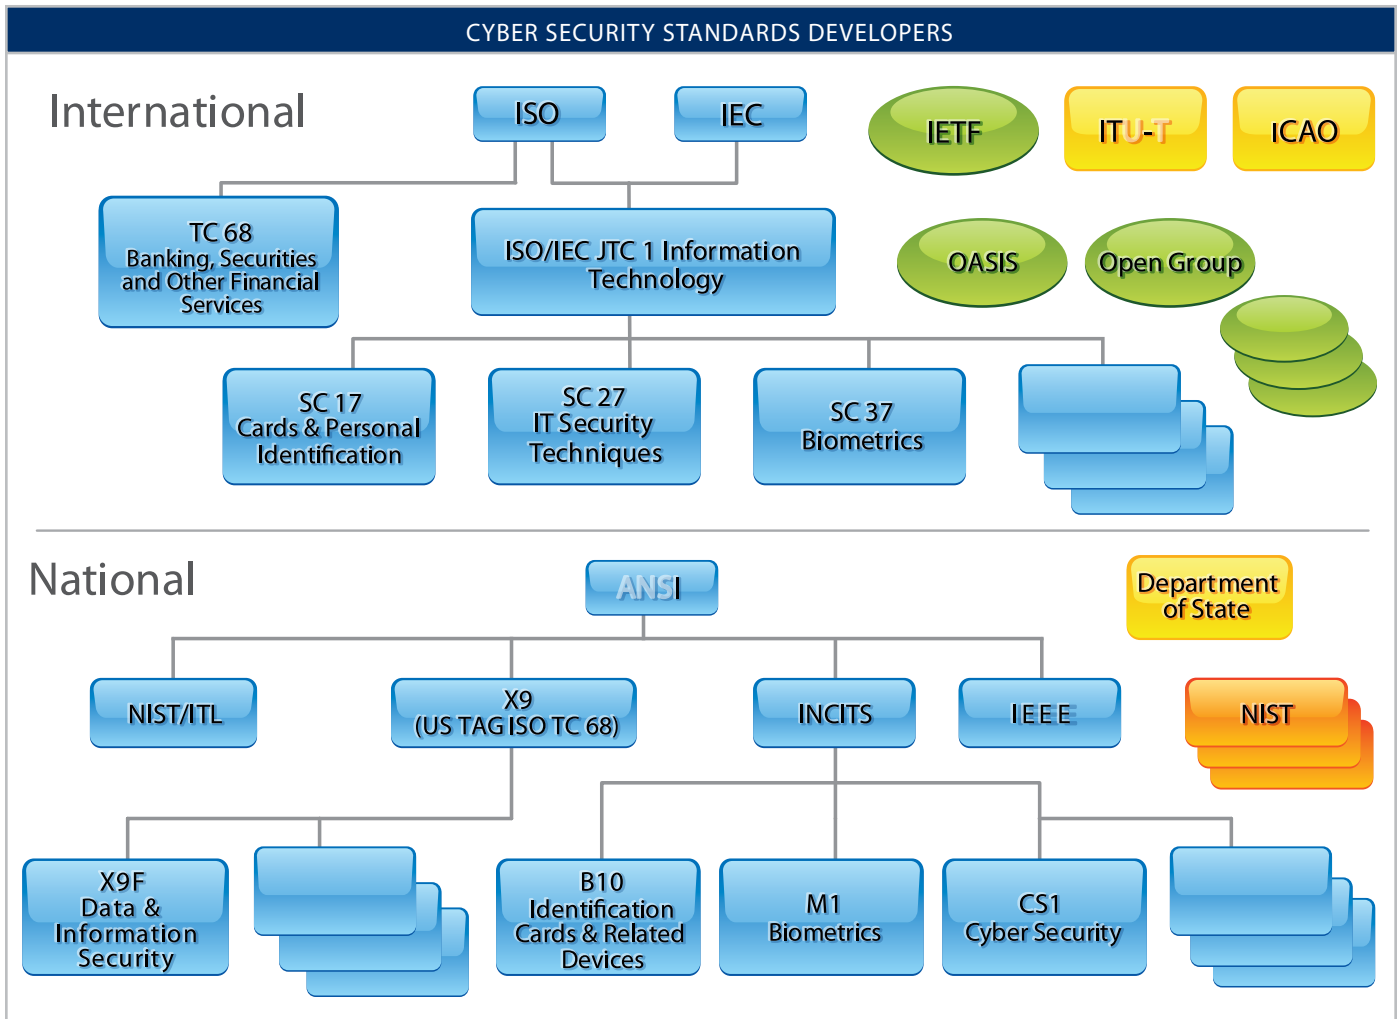 CYBER SECURITY STANDARDS DEVELOPERS
International
ISO
IEC
IETF
ITU-T
ICAO
TC 68
Banking, Securities
and Other Financial
Services
ISO/IEC JTC 1 Information
Technology
OASIS
Open Group
SC 17
Cards & Personal
Identification
SC 27
IT Security
Techniques
SC 37
Biometrics
National
ANSI
Department
of State
NIST/ITL
X9
(US TAG ISO TC 68)
INCITS
IEEE
NIST
X9F
Data &
Information
Security
B10
Identification
Cards & Related
Devices
M1
Biometrics
CS1
Cyber Security